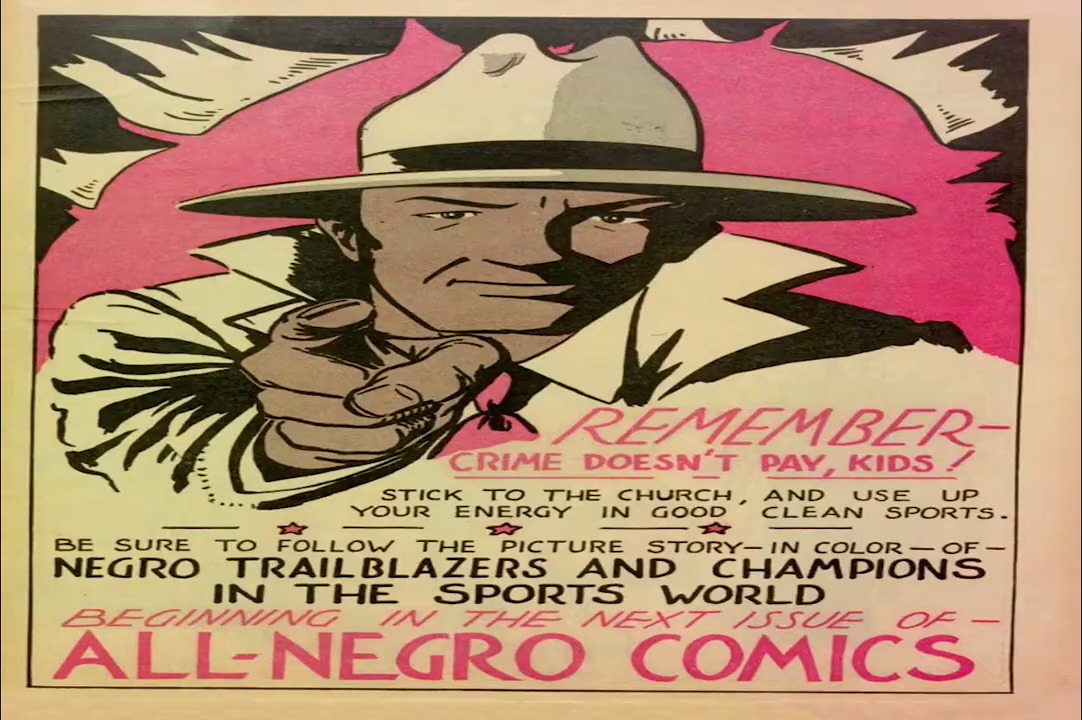 REMEMBER-
CRIME DOESN'T PAY, KIDS!
STICK TO THE CHURCH, AND USE UP
YOUR ENERGY IN GOOD CLEAN SPORTS.
BE SURE TO FOLLOW THE PICTURE STORY-IN COLOR-OF-
NEGRO TRAILBLAZERS AND CHAMPIONS
IN THE SPORTS WORLD
BEGINNING IN THE NEXT ISSUE OF-
ALL-NEGRO COMICS